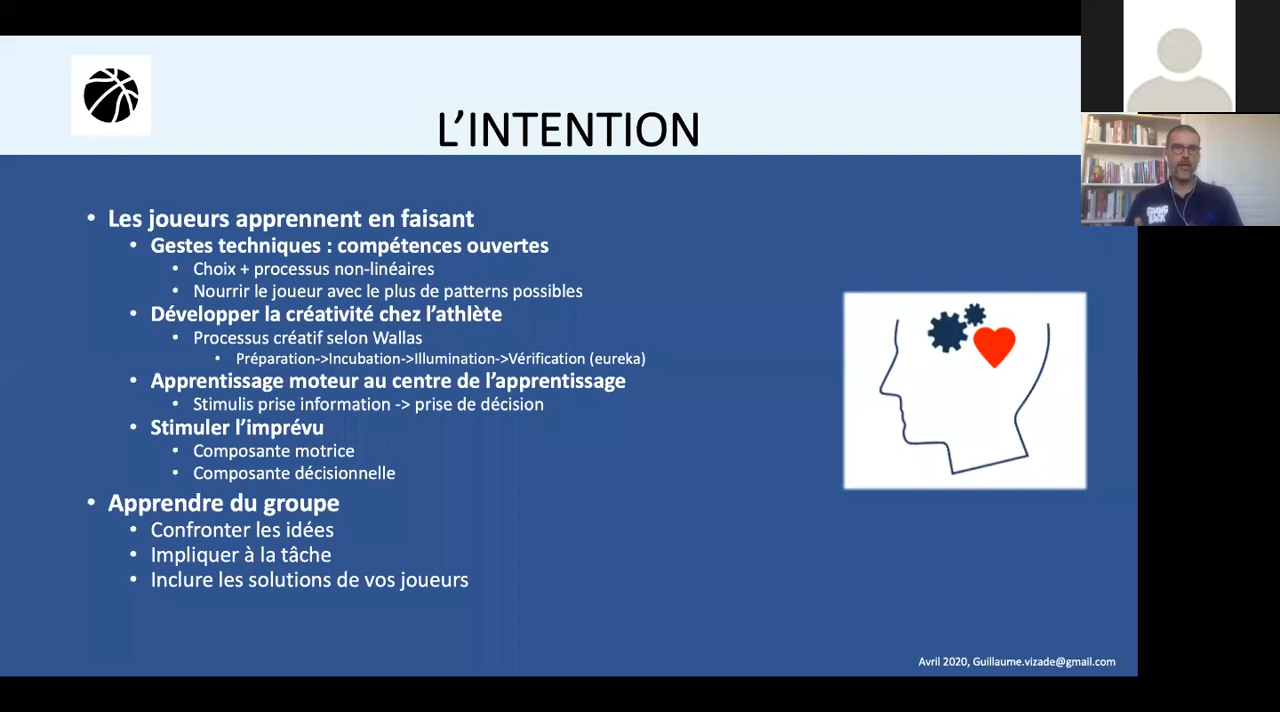 L'INTENTION
• Les joueurs apprennent en faisant
• Gestes techniques : compétences ouvertes
• Choix + processus non-linéaires
• Nourrir le joueur avec le plus de patterns possibles
• Développer la créativité chez l'athlète
• Processus créatif selon Wallas
• Préparation->Incubation->Illumination->Vérification (eureka)
• Apprentissage moteur au centre de l'apprentissage
• Stimulis prise information -> prise de décision
• Stimuler l'imprévu
• Composante motrice
• Composante décisionnelle
• Apprendre du groupe
• Confronter les idées
• Impliquer à la tâche
• Inclure les solutions de vos joueurs
Avril 2020, Guillaume.vizade@gmail.com